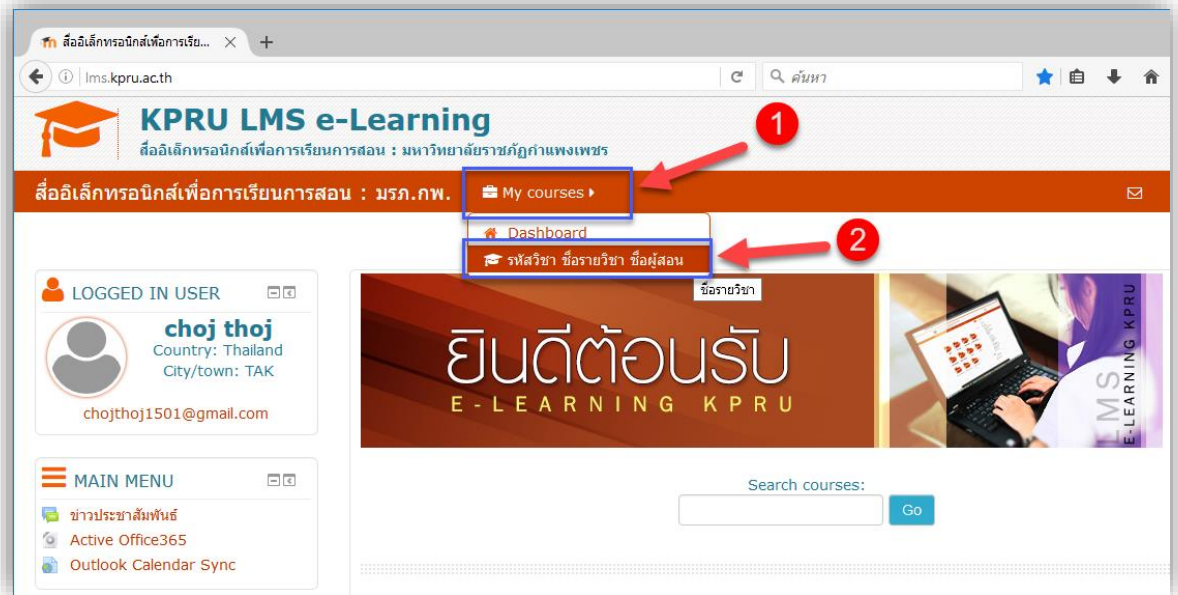 สื่ออิเล็กทรอนิกส์เพื่อการเรีย...
lms.kpru.ac.th
ค้นหา
KPRU LMS e-Learning
สื่ออิเล็กทรอนิกส์เพื่อการเรียนการสอน : มหาวิทยาลัยราชภัฏกำแพงเพชร
1
สื่ออิเล็กทรอนิกส์เพื่อการเรียนการสอน : มรภ.กพ.
My courses
Dashboard
2
รหัสวิชา ชื่อรายวิชา ชื่อผู้สอน
ชื่อรายวิชา
LOGGED IN USER
choj thoj
Country: Thailand
City/town: TAK
chojthoj1501@gmail.com
ยินดีต้อนรับ
E-LEARNING KPRU
LMS
E-LEARNING KPRU
MAIN MENU
ข่าวประชาสัมพันธ์
Active Office365
Outlook Calendar Sync
Search courses:
Go